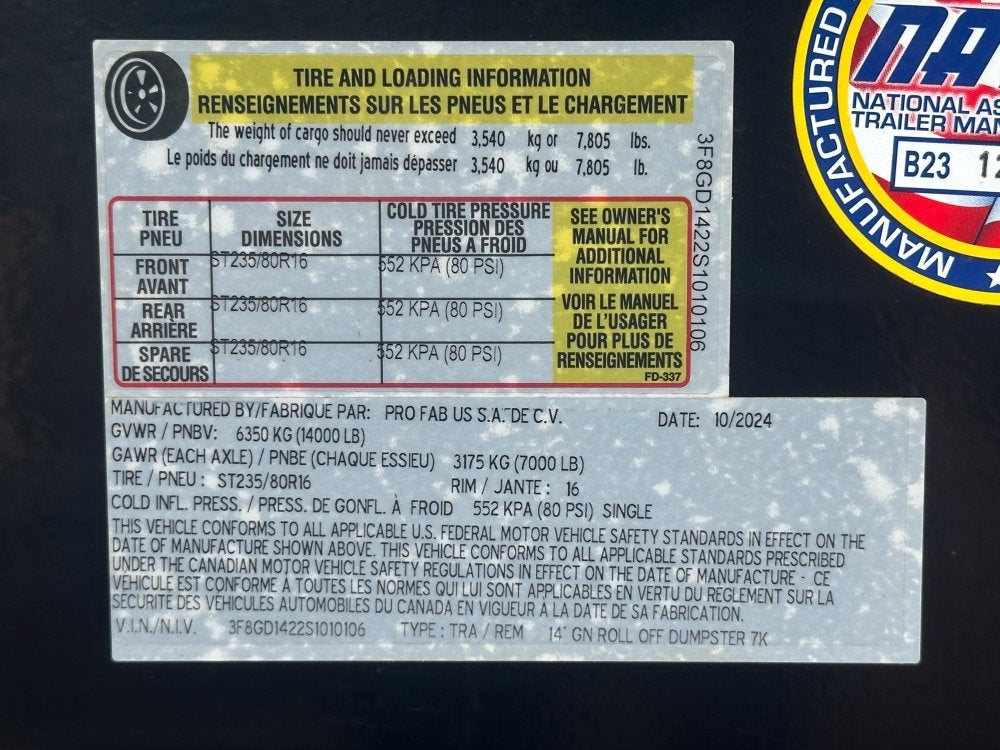 TIRE AND LOADING INFORMATION
RENSEIGNEMENTS SUR LES PNEUS ET LE CHARGEMENT
The weight of cargo should never exceed 3,540 kg or 7,805 lbs.
Le poids du chargement ne doit jamais dépasser 3,540 kg ou 7,805 lb.
TIRE PNEU
SIZE DIMENSIONS
COLD TIRE PRESSURE
PRESSION DES
PNEUS A FROID
FRONT AVANT ST235/80R16 552 KPA (80 PSI)
REAR ARRIÈRE ST235/80R16 552 KPA (80 PSI)
SPARE DE SECOURS ST235/80R16 552 KPA (80 PSI)
SEE OWNER'S
MANUAL FOR
ADDITIONAL
INFORMATION
VOIR LE MANUEL
DE L'USAGER
POUR PLUS DE
RENSEIGNEMENTS
FD-337
3F8GD1422S1010106
MANUFACTURED BY/FABRIQUE PAR: PRO FAB US S.A. DE C.V. DATE: 10/2024
GVWR / PNBV: 6350 KG (14000 LB)
GAWR (EACH AXLE) / PNBE (CHAQUE ESSIEU) 3175 KG (7000 LB)
TIRE / PNEU : ST235/80R16 RIM / JANTE : 16
COLD INFL. PRESS. / PRESS. DE GONFL. À FROID 552 KPA (80 PSI) SINGLE
THIS VEHICLE CONFORMS TO ALL APPLICABLE U.S. FEDERAL MOTOR VEHICLE SAFETY STANDARDS IN EFFECT ON THE
DATE OF MANUFACTURE SHOWN ABOVE. THIS VEHICLE CONFORMS TO ALL APPLICABLE STANDARDS PRESCRIBED
UNDER THE CANADIAN MOTOR VEHICLE SAFETY REGULATIONS IN EFFECT ON THE DATE OF MANUFACTURE - CE
VÉHICULE EST CONFORME À TOUTES LES NORMES QUI LUI SONT APPLICABLES EN VERTU DU REGLEMENT SUR LA
SÉCURITÉ DES VÉHICULES AUTOMOBILES DU CANADA EN VIGUEUR À LA DATE DE SA FABRICATION.
V.I.N./N.I.V. 3F8GD1422S1010106 TYPE : TRA / REM 14' GN ROLL OFF DUMPSTER 7K
MANUFACTURED
NATIONAL
TRAILER
B23 12
MANU